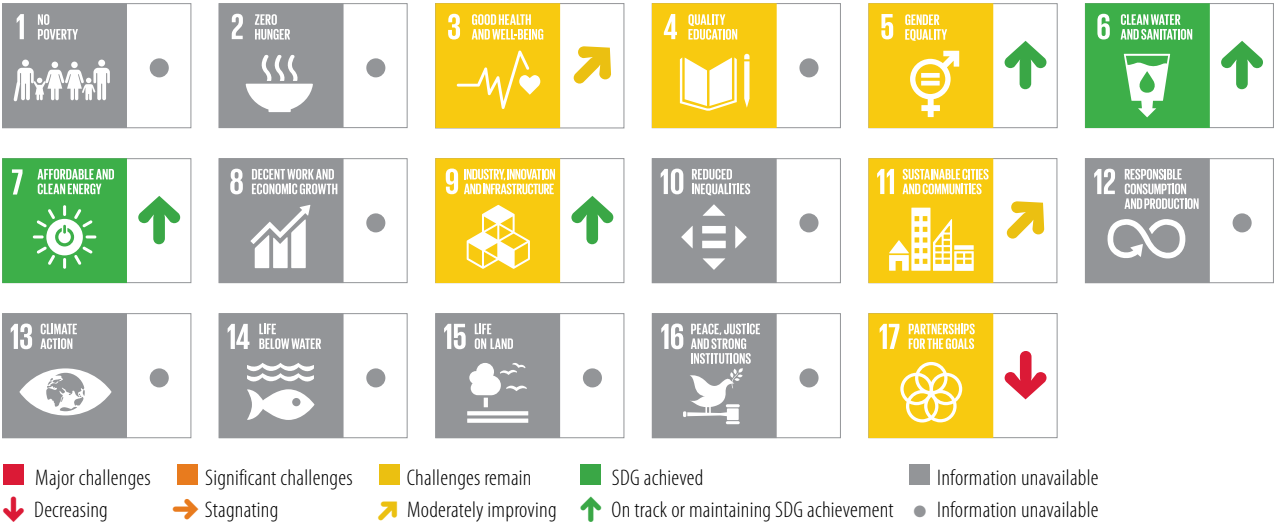 1 NO
POVERTY
2 ZERO
HUNGER
3 GOOD HEALTH
AND WELL-BEING
4 QUALITY
EDUCATION
5 GENDER
EQUALITY
6 CLEAN WATER
AND SANITATION
7 AFFORDABLE AND
CLEAN ENERGY
8 DECENT WORK AND
ECONOMIC GROWTH
9 INDUSTRY, INNOVATION
AND INFRASTRUCTURE
10 REDUCED
INEQUALITIES
11 SUSTAINABLE CITIES
AND COMMUNITIES
12 RESPONSIBLE
CONSUMPTION
AND PRODUCTION
13 CLIMATE
ACTION
14 LIFE
BELOW WATER
15 LIFE
ON LAND
16 PEACE, JUSTICE
AND STRONG
INSTITUTIONS
17 PARTNERSHIPS
FOR THE GOALS
Major challenges Significant challenges Challenges remain SDG achieved Information unavailable
Decreasing Stagnating Moderately improving On track or maintaining SDG achievement Information unavailable